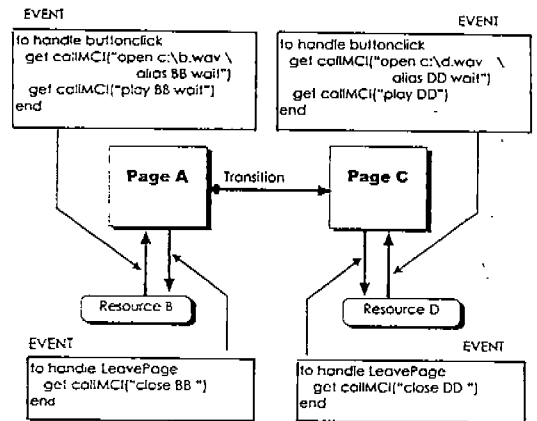 EVENT
to handle buttonclick
get callMCI("open c:\b.wav \
alias BB wait")
get callMCI("play BB wait")
end
EVENT
to handle buttonclick
get callMCI("open c:\d.wav \
alias DD wait")
get callMCI("play DD")
end
Page A
Transition
Page C
Resource B
Resource D
EVENT
to handle LeavePage
get callMCI("close BB ")
end
EVENT
to handle LeavePage
get callMCI("close DD ")
end